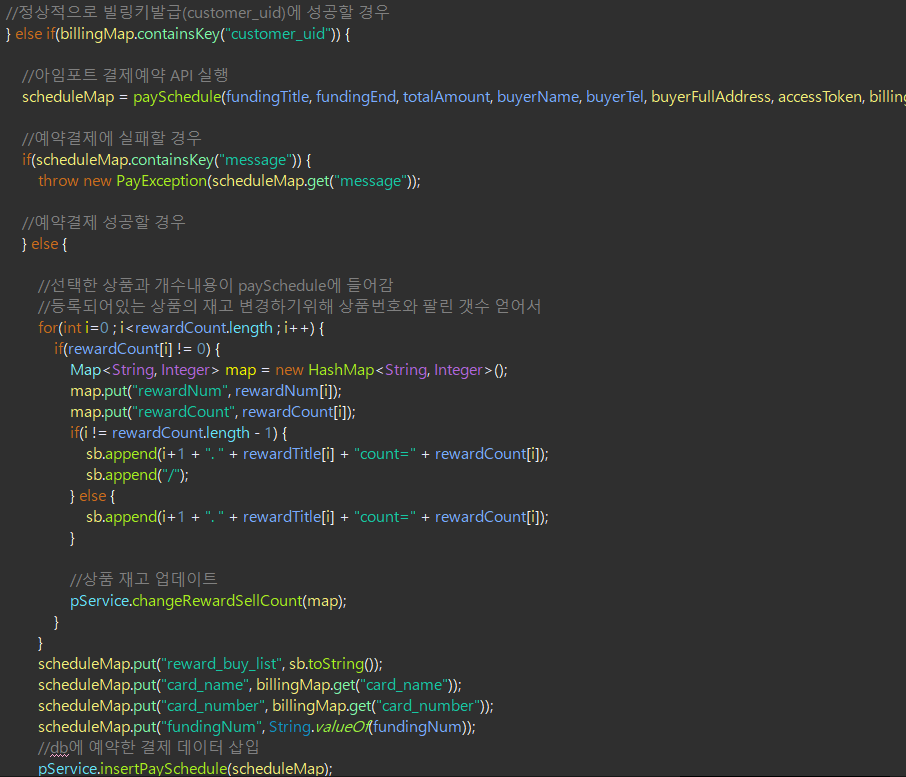 //정상적으로 빌링키발급(customer_uid)에 성공할 경우
} else if(billingMap.containsKey("customer_uid")) {
//아임포트 결제예약 API 실행
scheduleMap = paySchedule(fundingTitle, fundingEnd, totalAmount, buyerName, buyerTel, buyerFullAddress, accessToken, billing
//예약결제에 실패할 경우
if(scheduleMap.containsKey("message")) {
throw new PayException(scheduleMap.get("message"));
//예약결제 성공할 경우
} else {
//선택한 상품과 개수내용이 paySchedule에 들어감
//등록되어있는 상품의 재고 변경하기위해 상품번호와 팔린 갯수 얻어서
for(int i=0 ; i<rewardCount.length ; i++) {
if(rewardCount[i] != 0) {
Map<String, Integer> map = new HashMap<String, Integer>();
map.put("rewardNum", rewardNum[i]);
map.put("rewardCount", rewardCount[i]);
if(i != rewardCount.length - 1) {
sb.append(i+1 + ". " + rewardTitle[i] + "count=" + rewardCount[i]);
sb.append("/");
} else {
sb.append(i+1 + ". " + rewardTitle[i] + "count=" + rewardCount[i]);
}
//상품 재고 업데이트
pService.changeRewardSellCount(map);
}
}
scheduleMap.put("reward_buy_list", sb.toString());
scheduleMap.put("card_name", billingMap.get("card_name"));
scheduleMap.put("card_number", billingMap.get("card_number"));
scheduleMap.put("fundingNum", String.valueOf(fundingNum));
//db에 예약한 결제 데이터 삽입
pService.insertPaySchedule(scheduleMap);